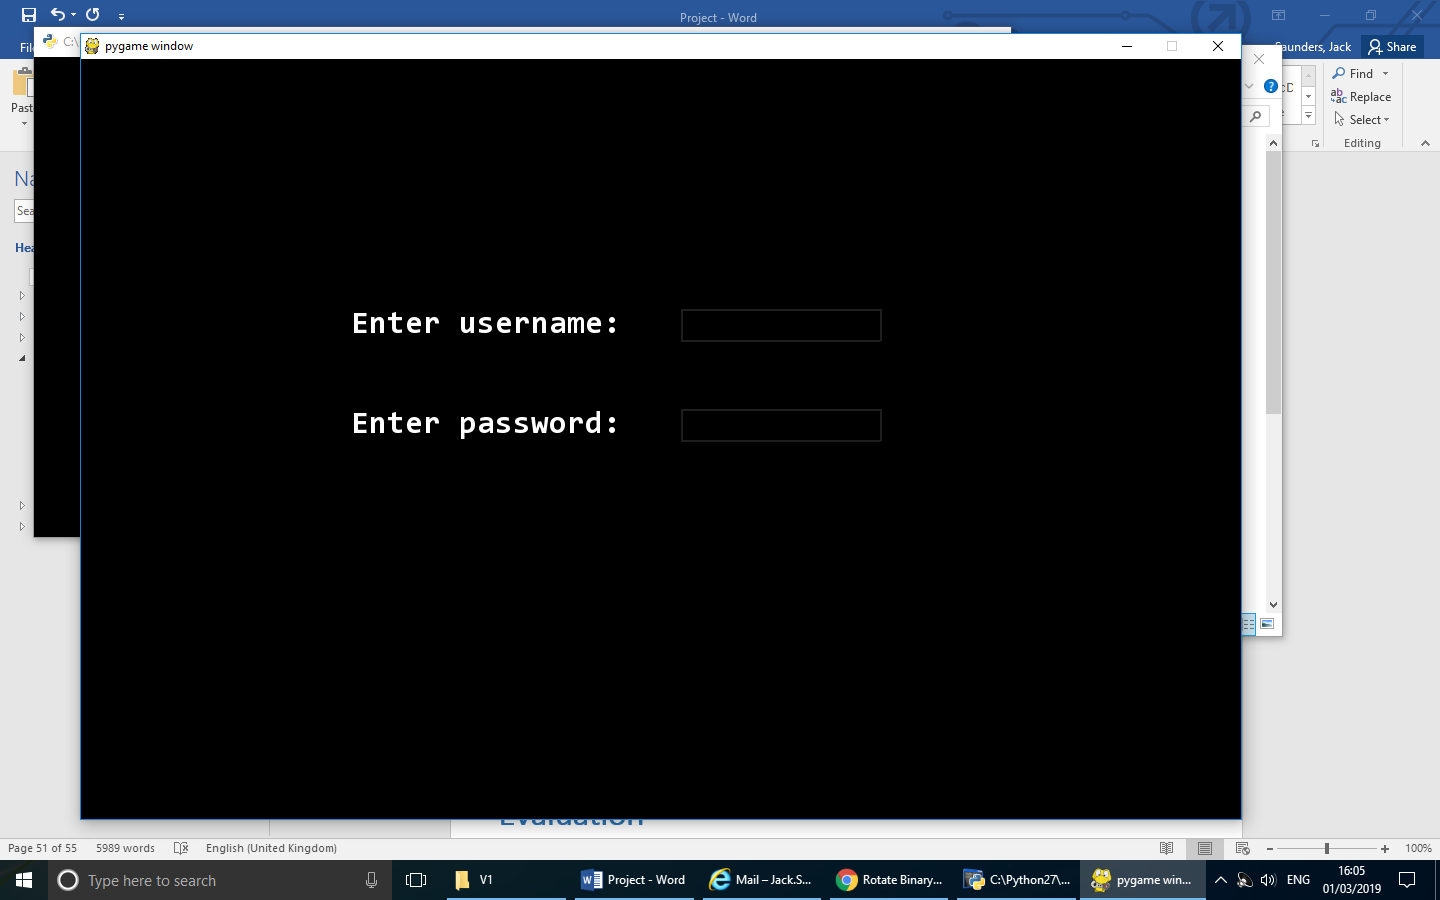 Project - Word
Saunders, Jack
Share
C:\
pygame window
Find
Replace
Select
Editing
Enter username:
Enter password:
Page 51 of 55
5989 words
English (United Kingdom)
100%
Type here to search
V1
Project - Word
Mail – Jack.S...
Rotate Binary...
C:\Python27\...
pygame win...
ENG
16:05
01/03/2019